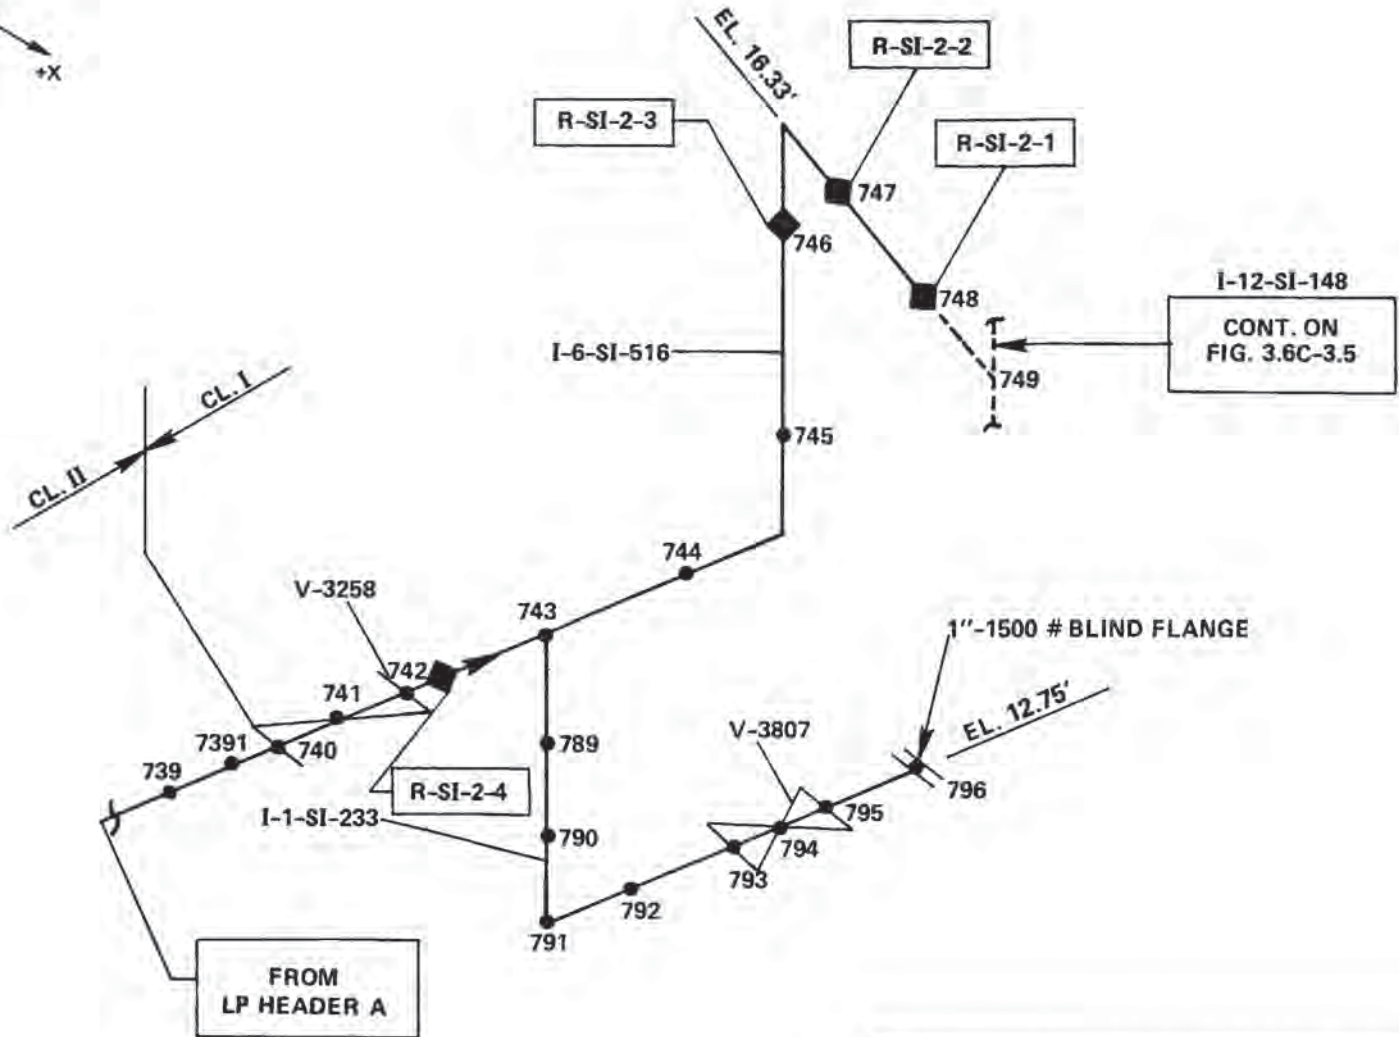 +X
EL. 16.33'
R-SI-2-2
R-SI-2-3
R-SI-2-1
747
746
748
I-12-SI-148
CONT. ON
FIG. 3.6C-3.5
I-6-SI-516
749
CL. I
745
CL. II
744
V-3258
743
1"-1500 # BLIND FLANGE
742
741
EL. 12.75'
V-3807
7391
740
789
739
796
R-SI-2-4
795
I-1-SI-233
790
794
793
792
791
FROM
LP HEADER A